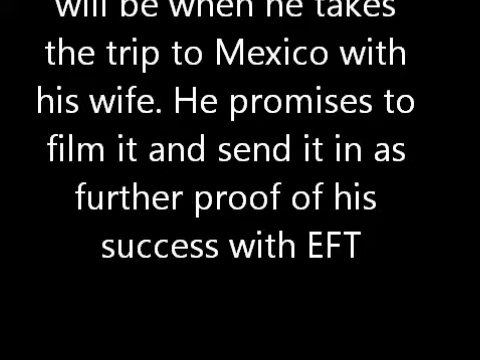 will be when he takes
the trip to Mexico with
his wife. He promises to
film it and send it in as
further proof of his
success with EFT